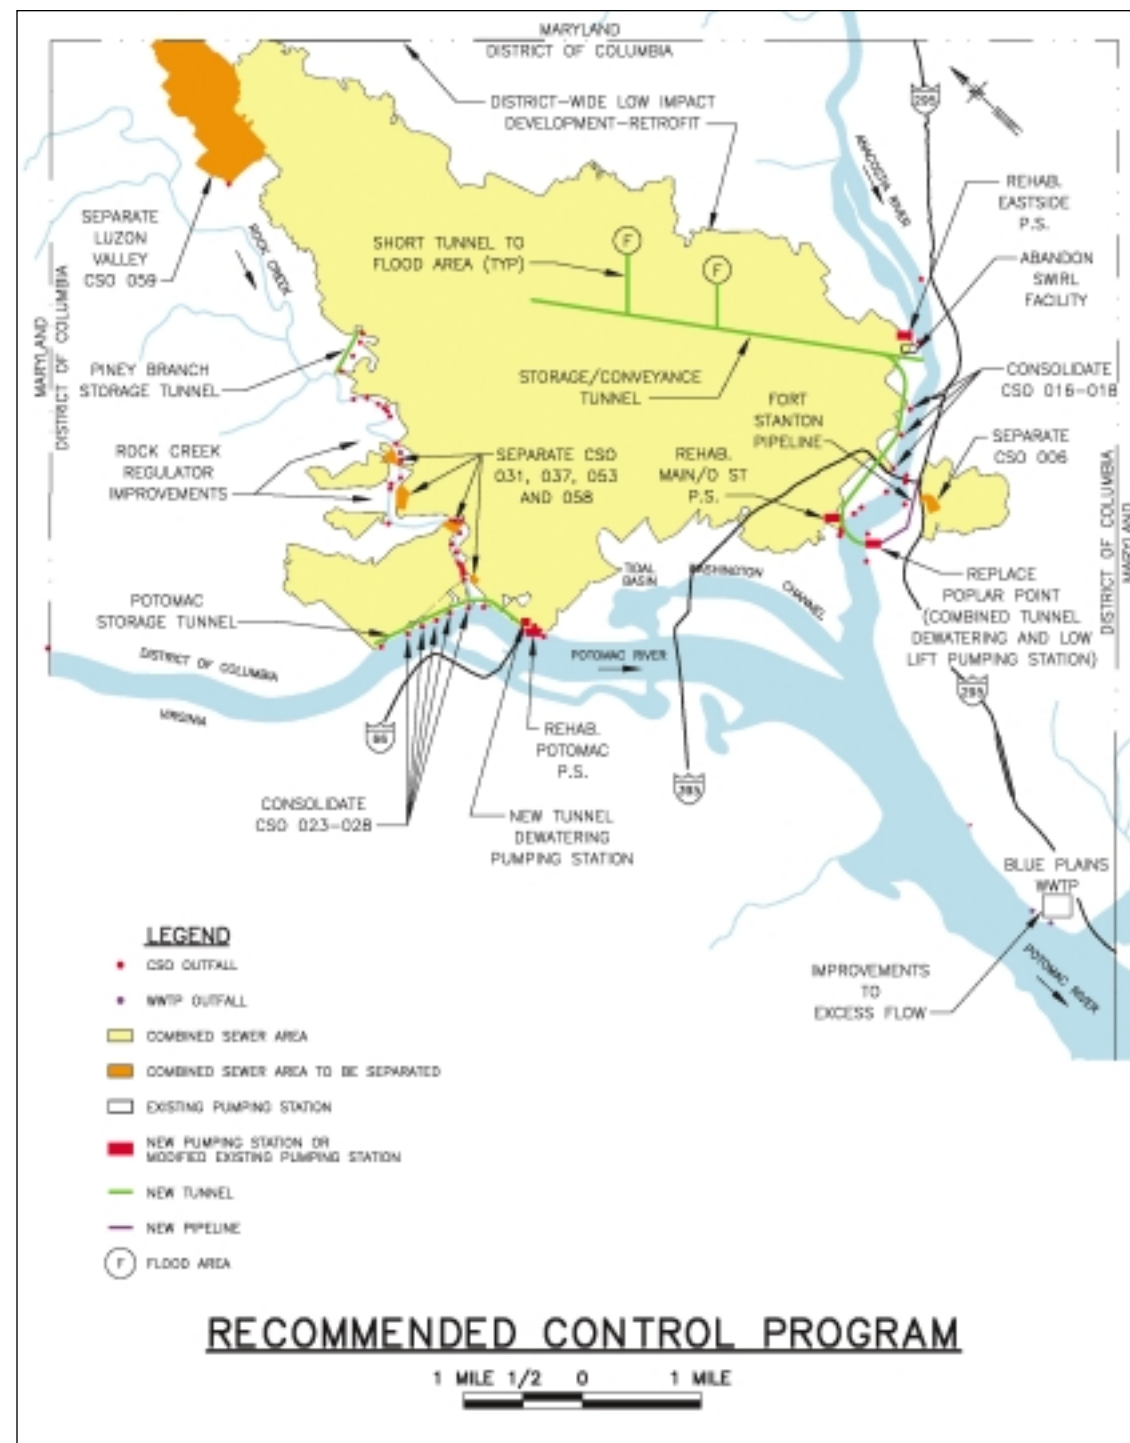 MARYLAND
DISTRICT OF COLUMBIA
295
DISTRICT-WIDE LOW IMPACT
DEVELOPMENT-RETROFIT
ANACOSTIA RIVER
REHAB.
EASTSIDE
P.S.
SEPARATE
LUZON
VALLEY
CSO 059
ROCK CREEK
SHORT TUNNEL TO
FLOOD AREA (TYP)
F
F
ABANDON
SWIRL
FACILITY
MARYLAND
DISTRICT OF COLUMBIA
PINEY BRANCH
STORAGE TUNNEL
STORAGE/CONVEYANCE
TUNNEL
CONSOLIDATE
CSO 016-018
FORT
STANTON
PIPELINE
SEPARATE
CSO 006
ROCK CREEK
REGULATOR
IMPROVEMENTS
SEPARATE CSO
031, 037, 053
AND 058
REHAB.
MAIN/O ST
P.S.
DISTRICT OF COLUMBIA
MARYLAND
TIDAL
BASIN
WASHINGTON
CHANNEL
REPLACE
POPLAR POINT
(COMBINED TUNNEL
DEWATERING AND LOW
LIFT PUMPING STATION)
POTOMAC
STORAGE TUNNEL
DISTRICT OF COLUMBIA
VIRGINIA
POTOMAC RIVER
295
66
395
REHAB.
POTOMAC
P.S.
CONSOLIDATE
CSO 023-028
NEW TUNNEL
DEWATERING
PUMPING STATION
BLUE PLAINS
WWTP
IMPROVEMENTS
TO
EXCESS FLOW
POTOMAC RIVER
LEGEND
CSO OUTFALL
WWTP OUTFALL
COMBINED SEWER AREA
COMBINED SEWER AREA TO BE SEPARATED
EXISTING PUMPING STATION
NEW PUMPING STATION OR
MODIFIED EXISTING PUMPING STATION
NEW TUNNEL
NEW PIPELINE
F FLOOD AREA
RECOMMENDED CONTROL PROGRAM
1 MILE 1/2 0 1 MILE